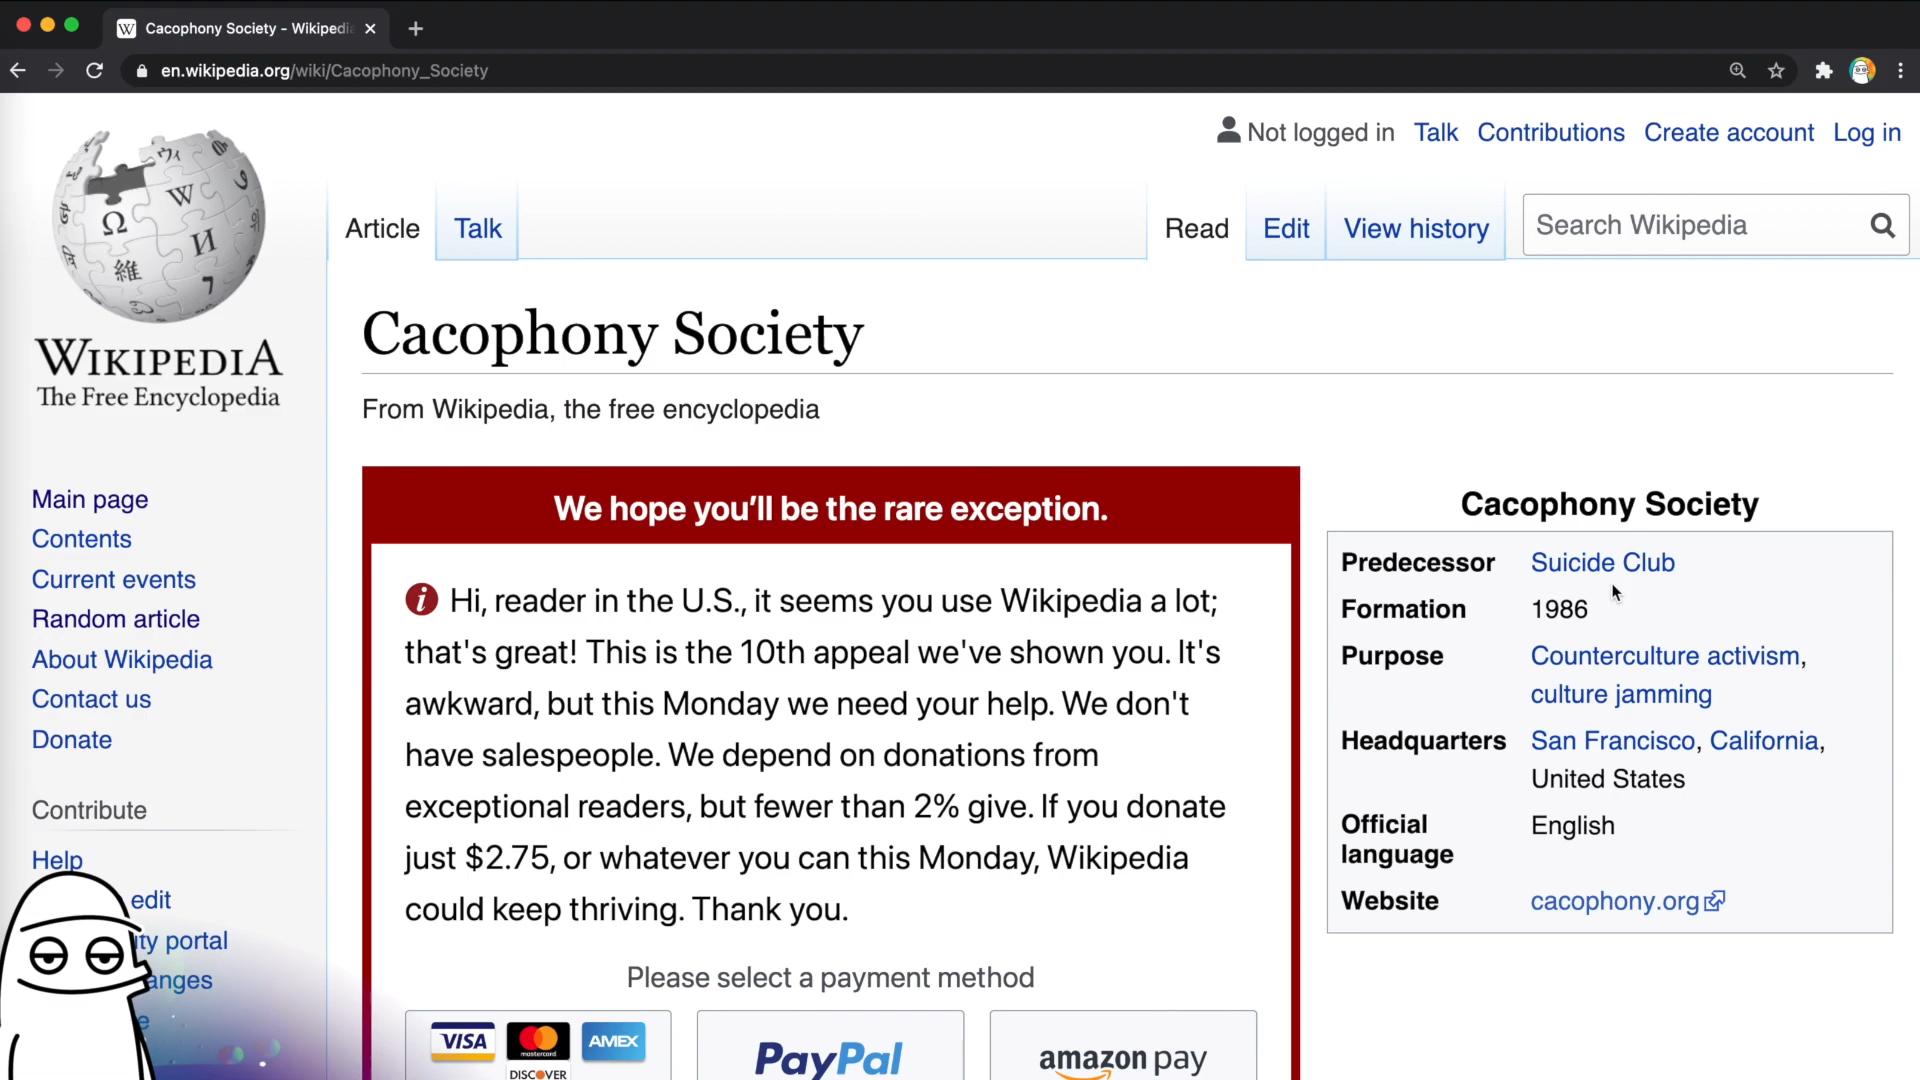 Cacophony Society - Wikipedia
en.wikipedia.org/wiki/Cacophony_Society
Not logged in Talk Contributions Create account Log in
Article Talk Read Edit View history Search Wikipedia
WIKIPEDIA
The Free Encyclopedia
Cacophony Society
From Wikipedia, the free encyclopedia
Main page
Contents
Current events
Random article
About Wikipedia
Contact us
Donate
Contribute
Help
edit
ity portal
anges
e
We hope you’ll be the rare exception.
Hi, reader in the U.S., it seems you use Wikipedia a lot;
that's great! This is the 10th appeal we've shown you. It's
awkward, but this Monday we need your help. We don't
have salespeople. We depend on donations from
exceptional readers, but fewer than 2% give. If you donate
just $2.75, or whatever you can this Monday, Wikipedia
could keep thriving. Thank you.
Please select a payment method
VISA mastercard AMEX
DISCOVER
PayPal
amazon pay
Cacophony Society
Predecessor Suicide Club
Formation 1986
Purpose Counterculture activism,
culture jamming
Headquarters San Francisco, California,
United States
Official
language English
Website cacophony.org